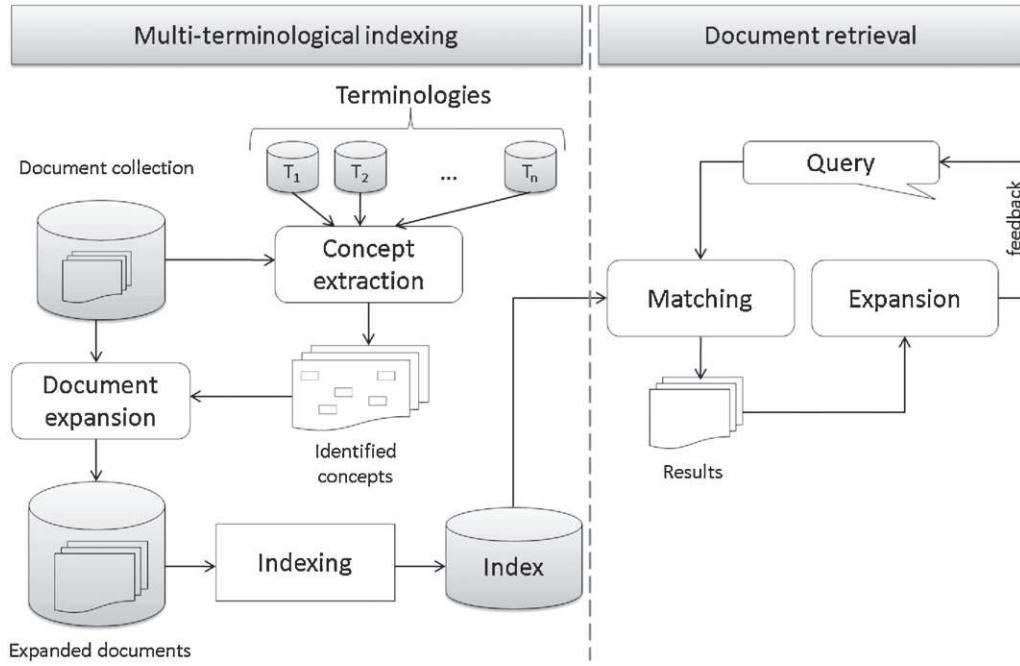 Multi-terminological indexing
Document retrieval
Terminologies
Document collection
T1
T2
...
Tn
Query
feedback
Concept
extraction
Matching
Expansion
Document
expansion
Identified
concepts
Results
Indexing
Index
Expanded documents